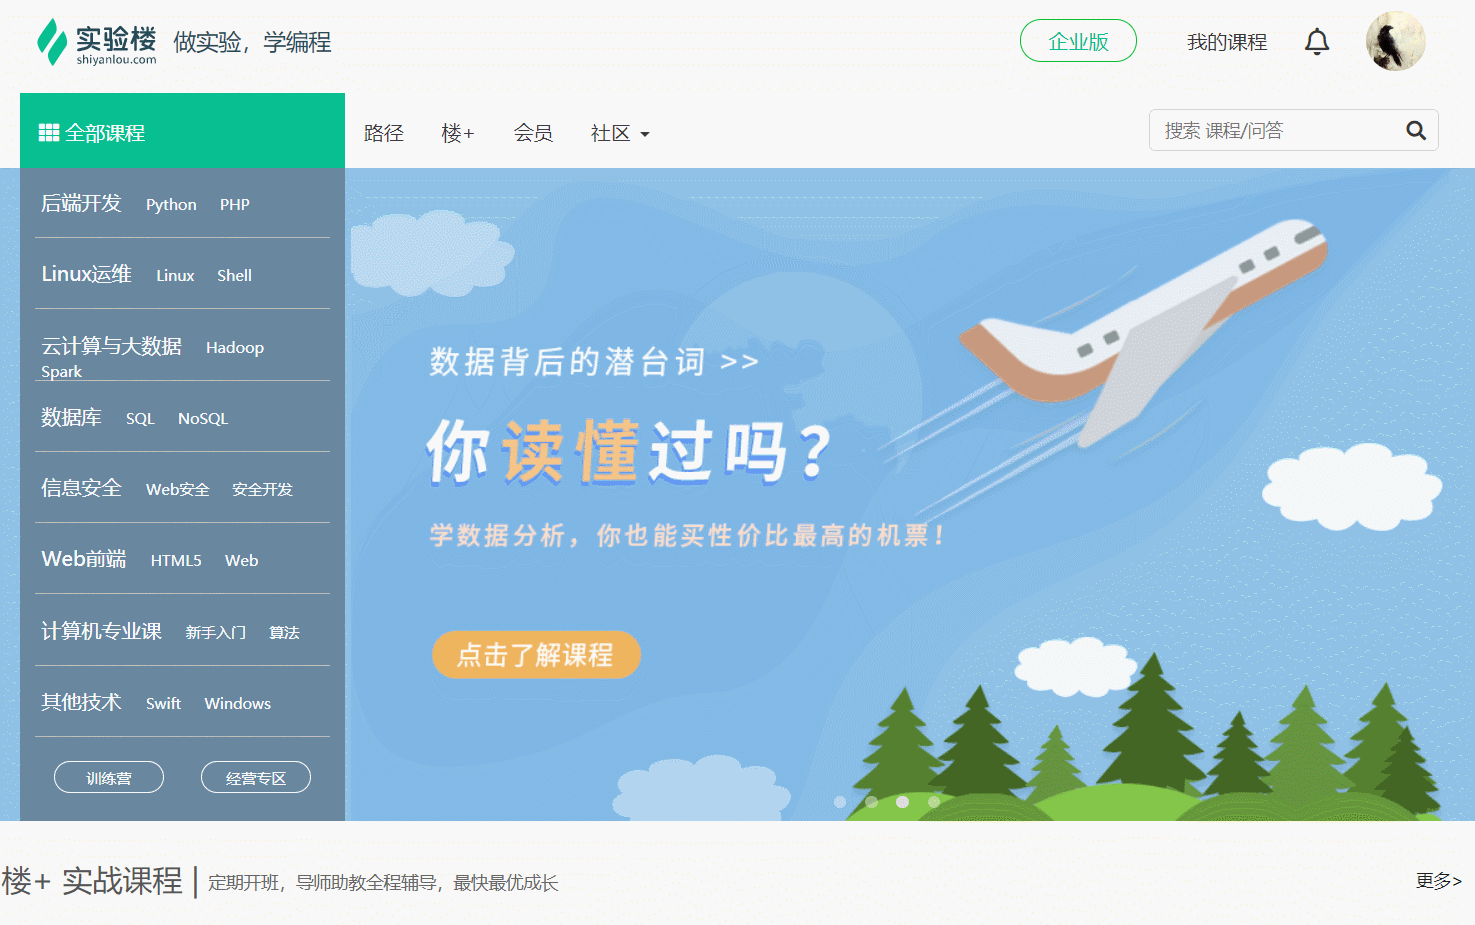 实验楼
shiyanlou.com
做实验，学编程
企业版
我的课程
全部课程
路径
楼+
会员
社区
搜索 课程/问答
后端开发 Python PHP
Linux运维 Linux Shell
云计算与大数据 Hadoop
Spark
数据库 SQL NoSQL
信息安全 Web安全 安全开发
Web前端 HTML5 Web
计算机专业课 新手入门 算法
其他技术 Swift Windows
训练营 经营专区
数据背后的潜台词 >>
你读懂过吗？
学数据分析，你也能买性价比最高的机票！
点击了解课程
楼+ 实战课程 | 定期开班，导师助教全程辅导，最快最优成长
更多>